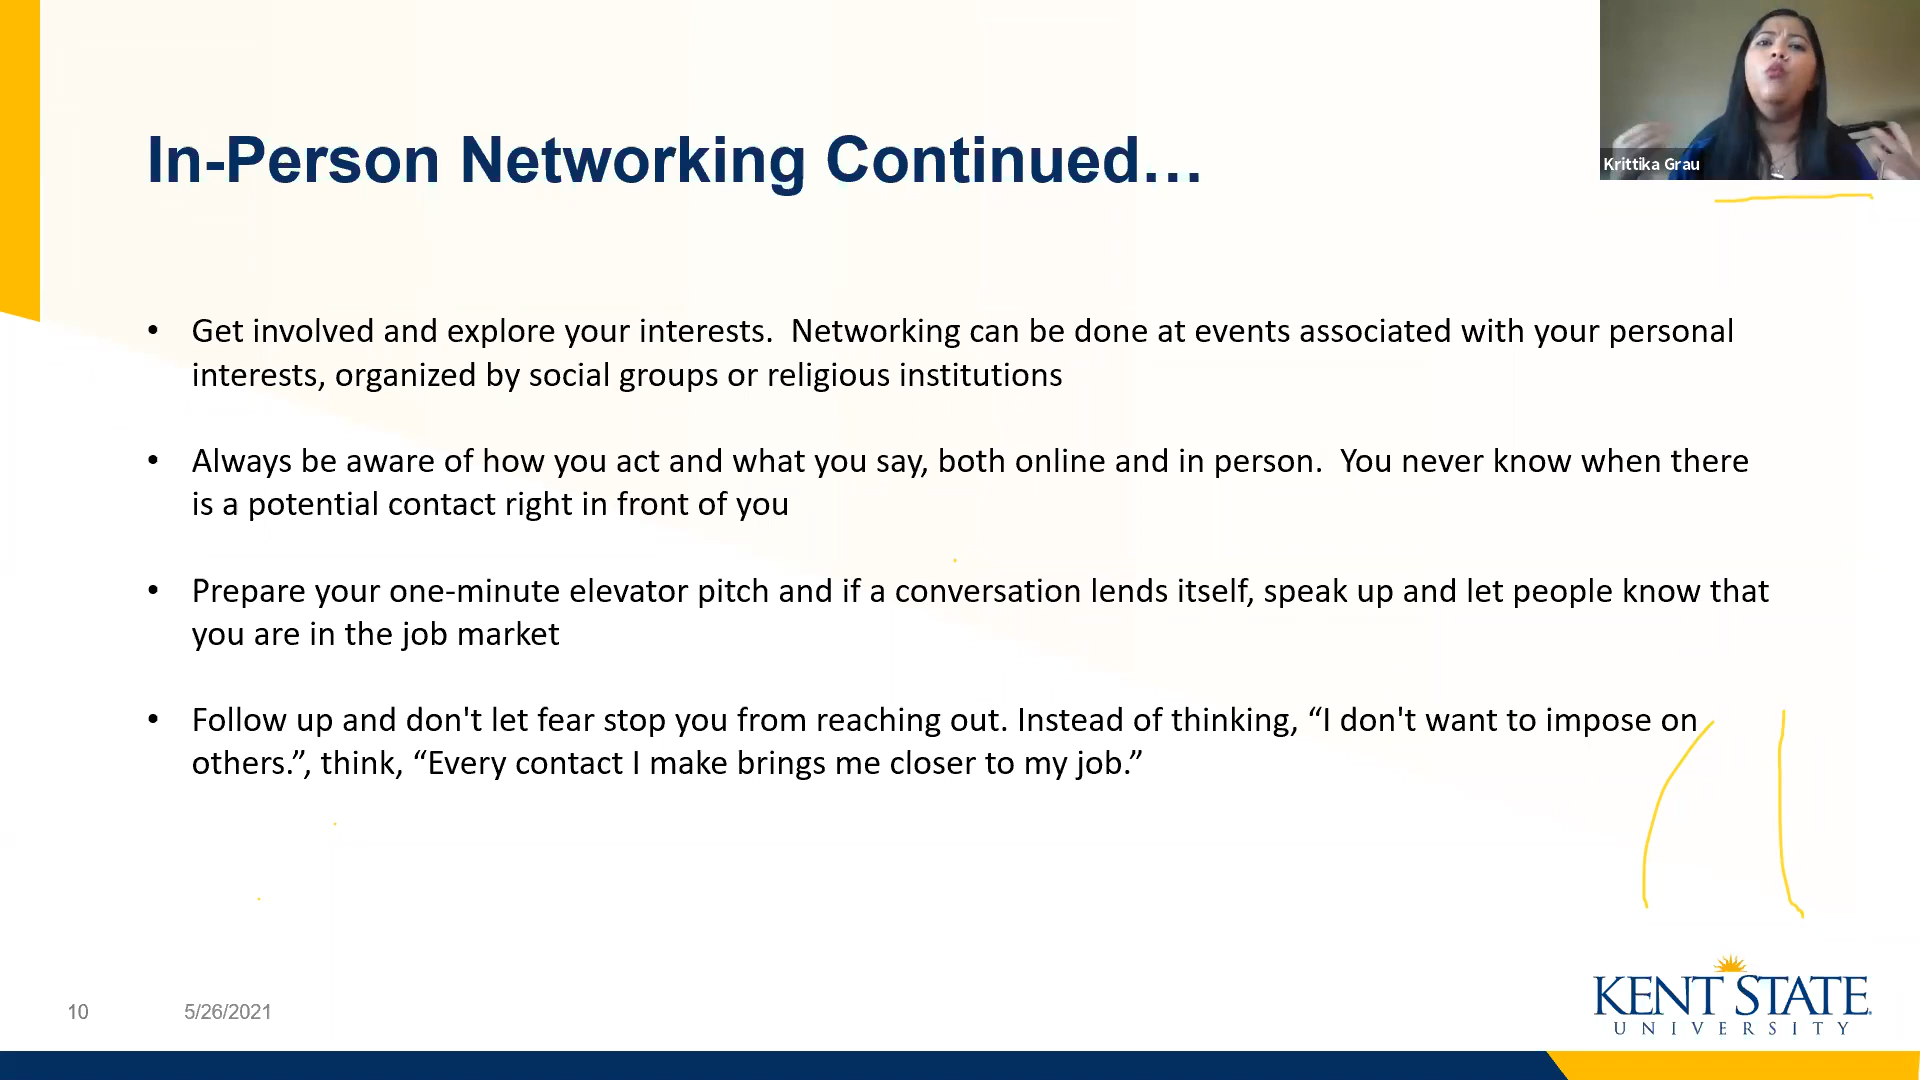 In-Person Networking Continued…
Krittika Grau
• Get involved and explore your interests.  Networking can be done at events associated with your personal
interests, organized by social groups or religious institutions
• Always be aware of how you act and what you say, both online and in person.  You never know when there
is a potential contact right in front of you
• Prepare your one-minute elevator pitch and if a conversation lends itself, speak up and let people know that
you are in the job market
• Follow up and don't let fear stop you from reaching out. Instead of thinking, “I don't want to impose on
others.”, think, “Every contact I make brings me closer to my job.”
10
5/26/2021
KENT STATE
UNIVERSITY